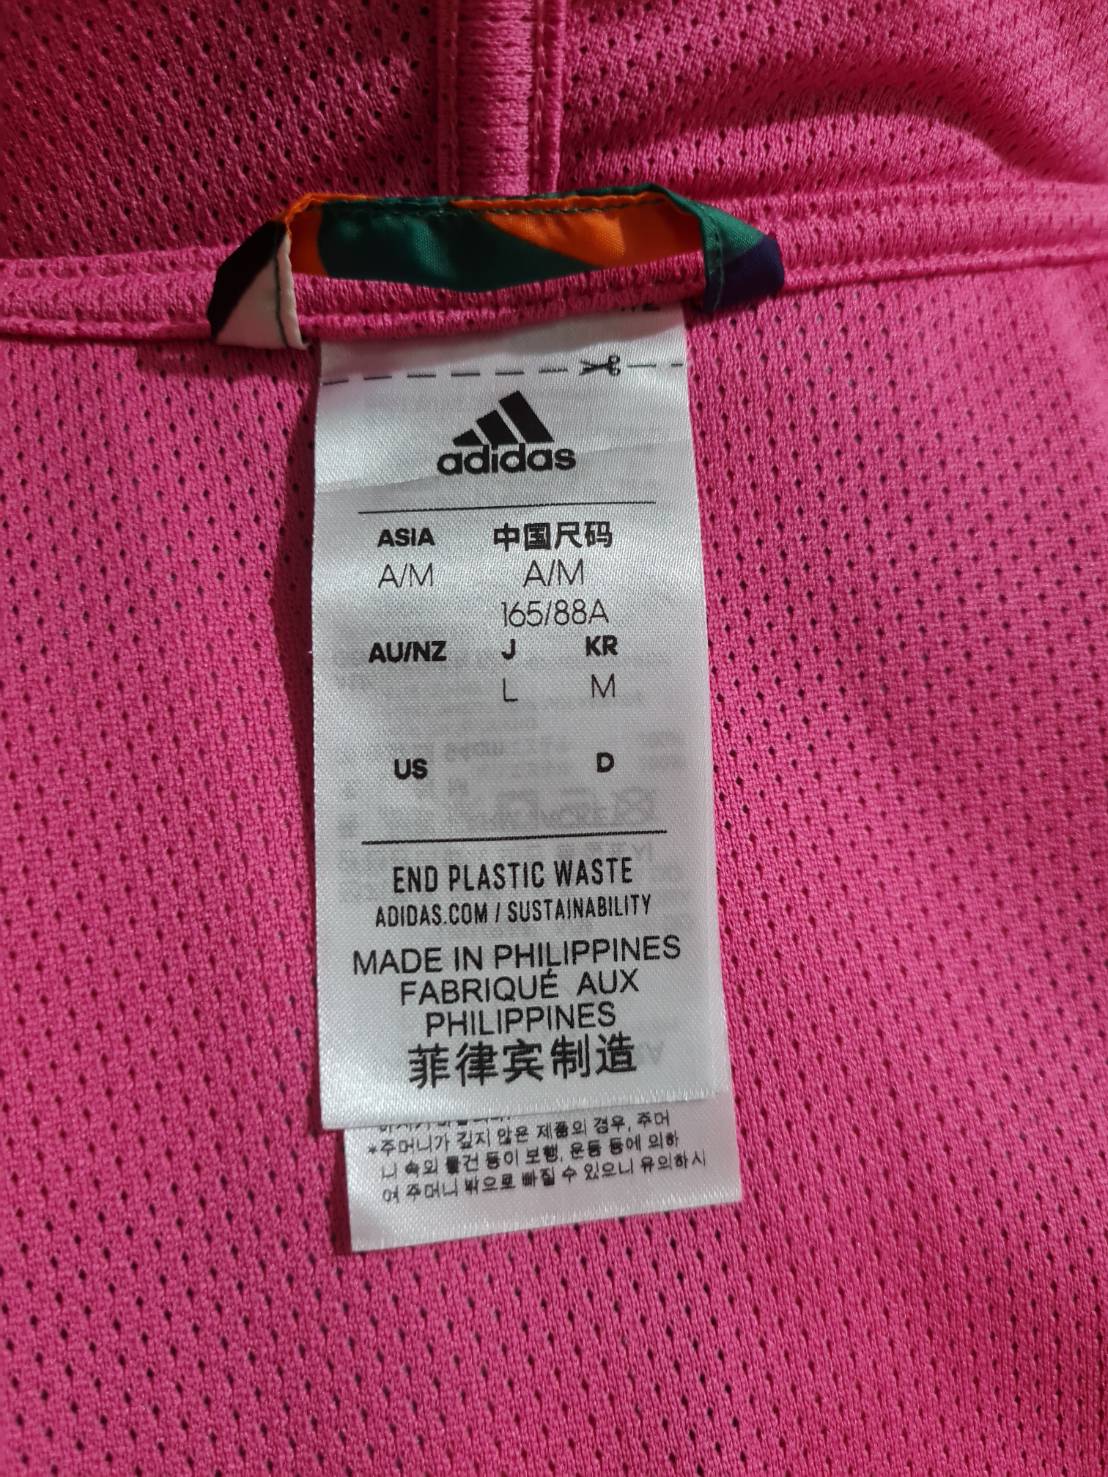 adidas
ASIA 中国尺码
A/M A/M
165/88A
AU/NZ J KR
L M
US D
END PLASTIC WASTE
ADIDAS.COM / SUSTAINABILITY
MADE IN PHILIPPINES
FABRIQUÉ AUX
PHILIPPINES
菲律宾制造
*주머니가 깊지 않은 제품의 경우, 주머
니 속의 물건 등이 보행, 운동 등에 의하
여 주머니 밖으로 빠질 수 있으니 유의하시